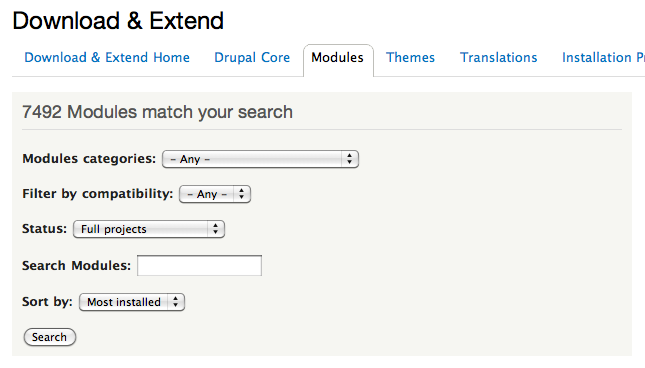 Download & Extend
Download & Extend Home Drupal Core Modules Themes Translations Installation
7492 Modules match your search
Modules categories: – Any –
Filter by compatibility: – Any –
Status: Full projects
Search Modules:
Sort by: Most installed
Search